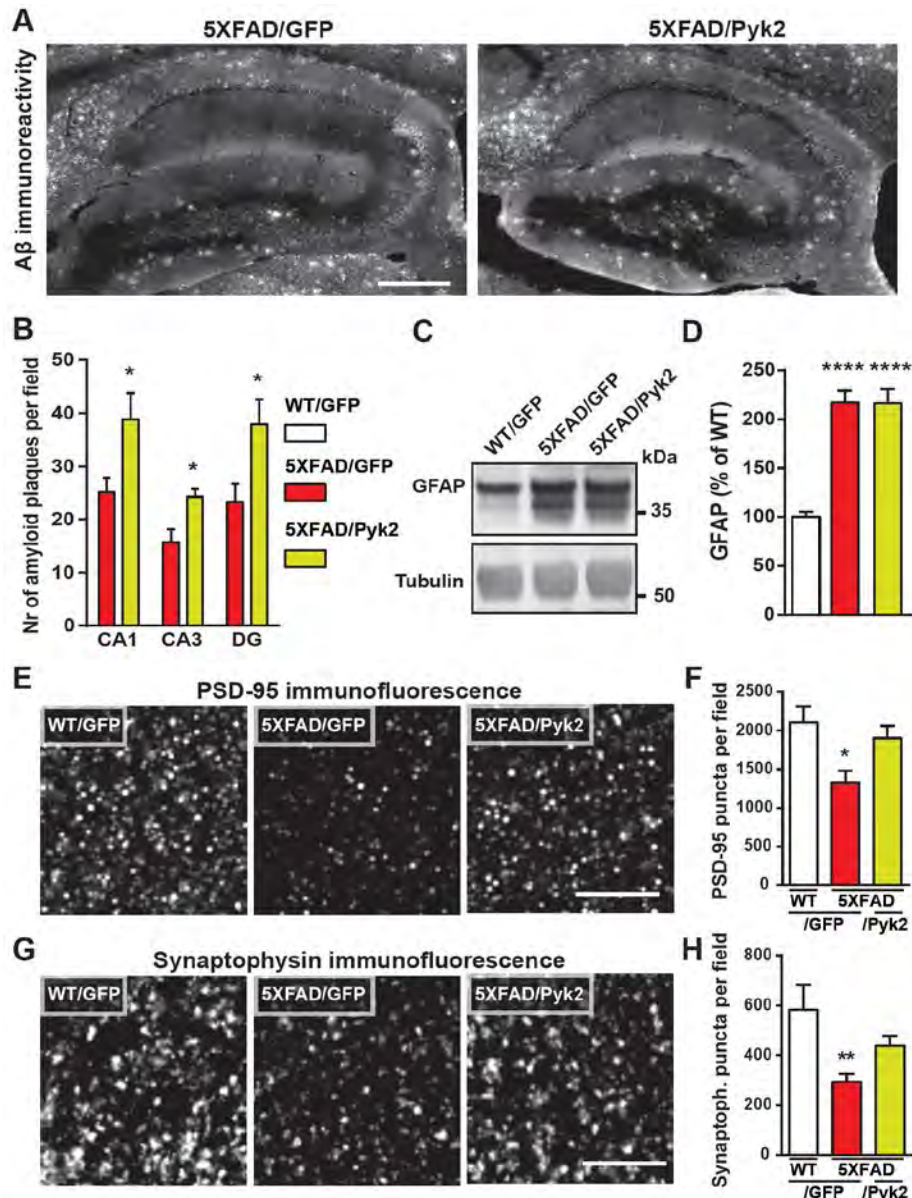 A
5XFAD/GFP
5XFAD/Pyk2
Aβ immunoreactivity
B
Nr of amyloid plaques per field
50
40
30
20
10
0
*
*
*
CA1
CA3
DG
WT/GFP
5XFAD/GFP
5XFAD/Pyk2
C
WT/GFP
5XFAD/GFP
5XFAD/Pyk2
kDa
GFAP
35
Tubulin
50
D
GFAP (% of WT)
250
200
150
100
50
0
**** ****
E
PSD-95 immunofluorescence
WT/GFP
5XFAD/GFP
5XFAD/Pyk2
F
PSD-95 puncta per field
2500
2000
1500
1000
500
0
*
WT 5XFAD
/GFP /Pyk2
G
Synaptophysin immunofluorescence
WT/GFP
5XFAD/GFP
5XFAD/Pyk2
H
Synaptoph. puncta per field
800
600
400
200
0
**
WT 5XFAD
/GFP /Pyk2